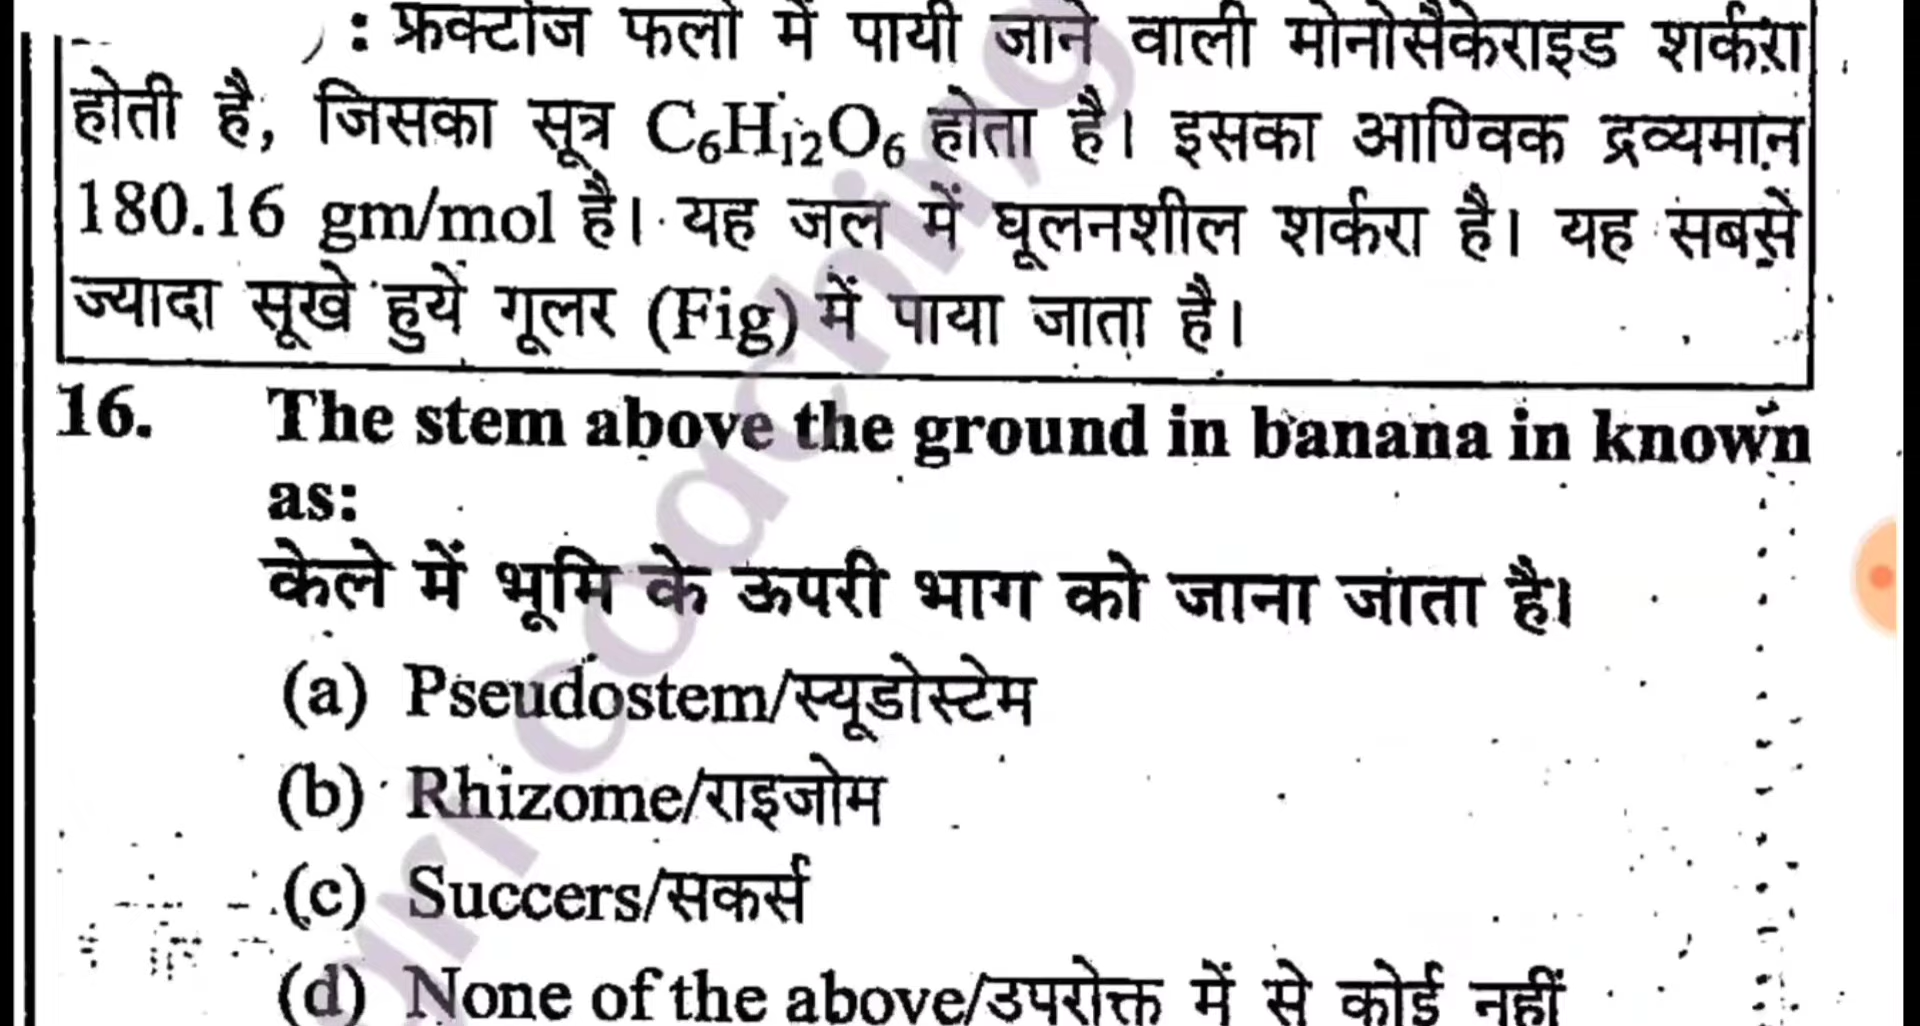 : फ्रक्टोज फलों में पायी जाने वाली मोनोसैकेराइड शर्करा
होती है, जिसका सूत्र C₆H₁₂O₆ होता है। इसका आण्विक द्रव्यमान
180.16 gm/mol है। यह जल में घूलनशील शर्करा है। यह सबसे
ज्यादा सूखे हुयें गूलर (Fig) में पाया जाता है।
16. The stem above the ground in banana in known
as:
केले में भूमि के ऊपरी भाग को जाना जाता है।
(a) Pseudostem/स्यूडोस्टेम
(b) Rhizome/राइजोम
(c) Succers/सकर्स
(d) None of the above/उपरोक्त में से कोई नहीं
coaching